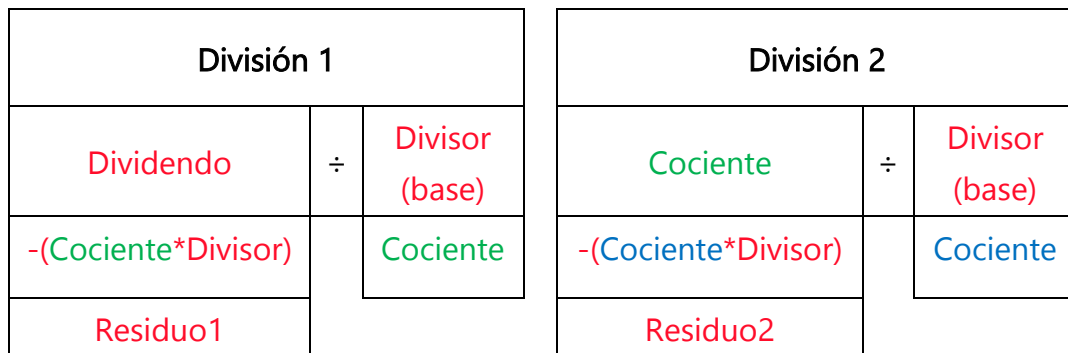 División 1
Dividendo ÷ Divisor
(base)
-(Cociente*Divisor) Cociente
Residuo1
División 2
Cociente ÷ Divisor
(base)
-(Cociente*Divisor) Cociente
Residuo2